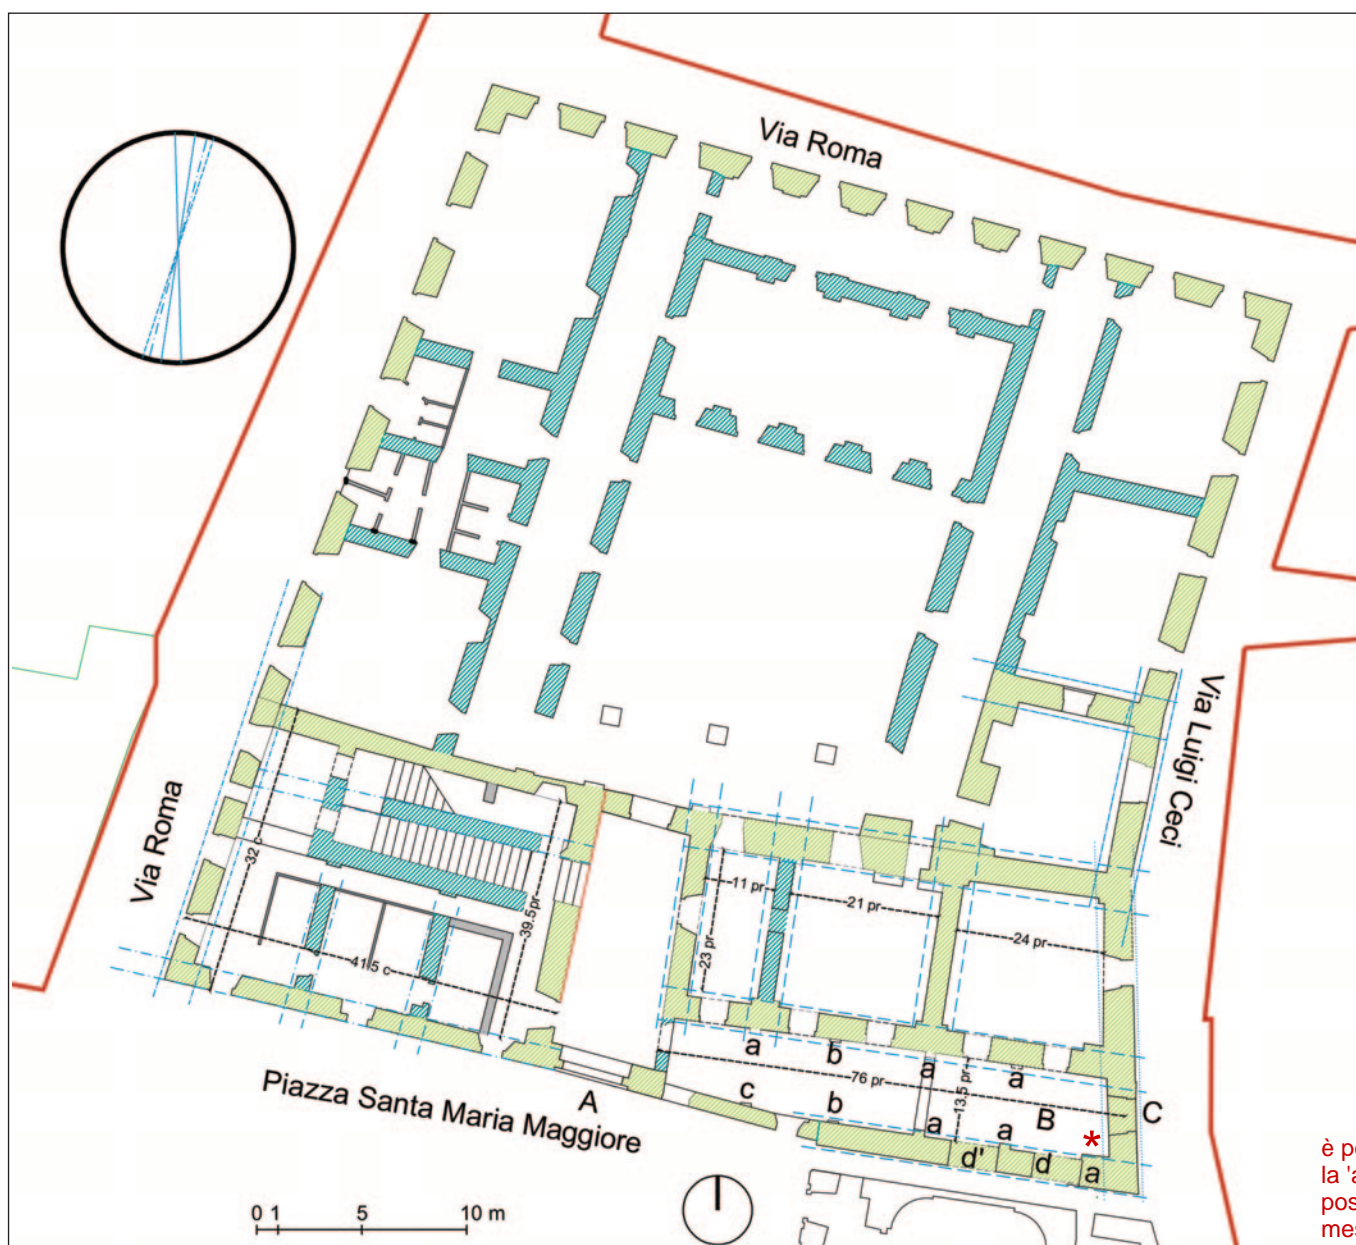 Via Roma
Via Luigi Ceci
Via Roma
32 c
39.5 pr
41.5 c
11 pr
21 pr
23 pr
24 pr
a
b
a
a
76 pr
13.5 pr
c
b
a
a
B
C
A
*
d'
d
a
Piazza Santa Maria Maggiore
0 1 5 10 m
è p
la 'a
pos
mes